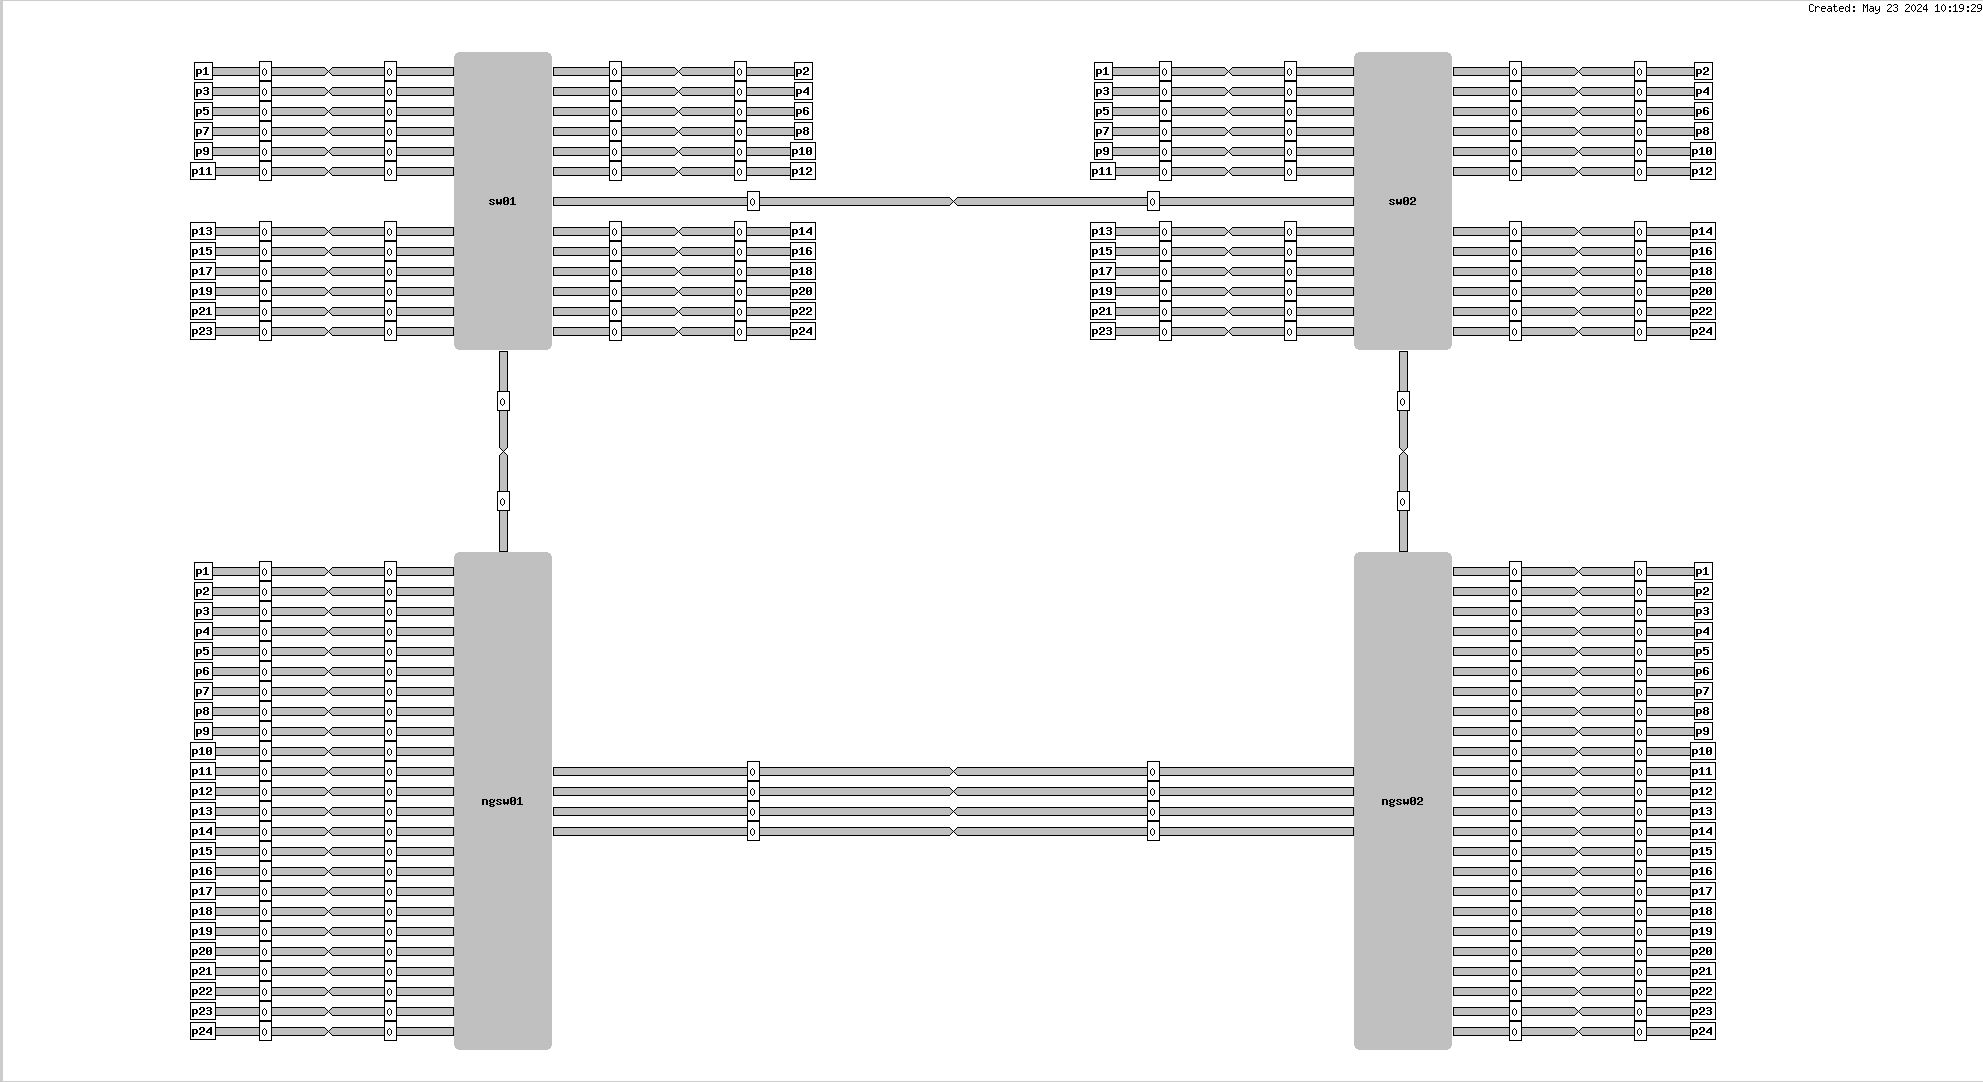 Created: May 23 2024 10:19:29
p1 0 0 0 0 p2 p1 0 0 0 0 p2
p3 0 0 0 0 p4 p3 0 0 0 0 p4
p5 0 0 0 0 p6 p5 0 0 0 0 p6
p7 0 0 0 0 p8 p7 0 0 0 0 p8
p9 0 0 0 0 p10 p9 0 0 0 0 p10
p11 0 0 0 0 p12 p11 0 0 0 0 p12
sw01 0 0 sw02
p13 0 0 0 0 p14 p13 0 0 0 0 p14
p15 0 0 0 0 p16 p15 0 0 0 0 p16
p17 0 0 0 0 p18 p17 0 0 0 0 p18
p19 0 0 0 0 p20 p19 0 0 0 0 p20
p21 0 0 0 0 p22 p21 0 0 0 0 p22
p23 0 0 0 0 p24 p23 0 0 0 0 p24
0 0
0 0
p1 0 0 0 0 p1
p2 0 0 0 0 p2
p3 0 0 0 0 p3
p4 0 0 0 0 p4
p5 0 0 0 0 p5
p6 0 0 0 0 p6
p7 0 0 0 0 p7
p8 0 0 0 0 p8
p9 0 0 0 0 p9
p10 0 0 0 0 p10
p11 0 0 0 0 0 0 p11
p12 0 0 0 0 0 0 p12
ngsw01 ngsw02
p13 0 0 0 0 0 0 p13
p14 0 0 0 0 0 0 p14
p15 0 0 0 0 p15
p16 0 0 0 0 p16
p17 0 0 0 0 p17
p18 0 0 0 0 p18
p19 0 0 0 0 p19
p20 0 0 0 0 p20
p21 0 0 0 0 p21
p22 0 0 0 0 p22
p23 0 0 0 0 p23
p24 0 0 0 0 p24